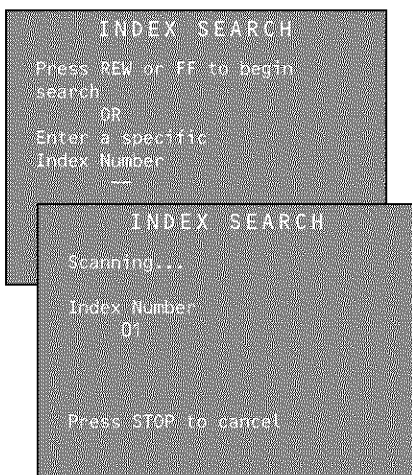 INDEX SEARCH
Press REW or FF to begin
search
OR
Enter a specific
Index Number
__
INDEX SEARCH
Scanning...
Index Number
01
Press STOP to cancel